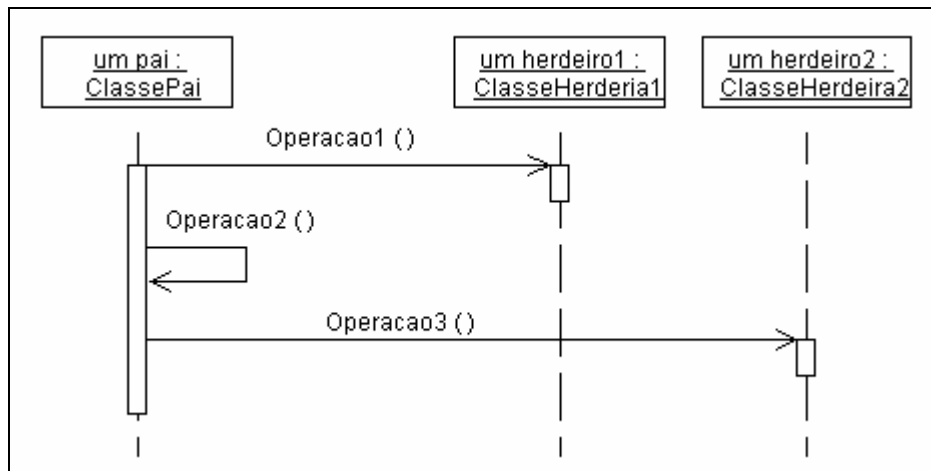 um pai :
ClassePai
um herdeiro1 :
ClasseHerderia1
um herdeiro2 :
ClasseHerdeira2
Operacao1 ( )
Operacao2 ( )
Operacao3 ( )